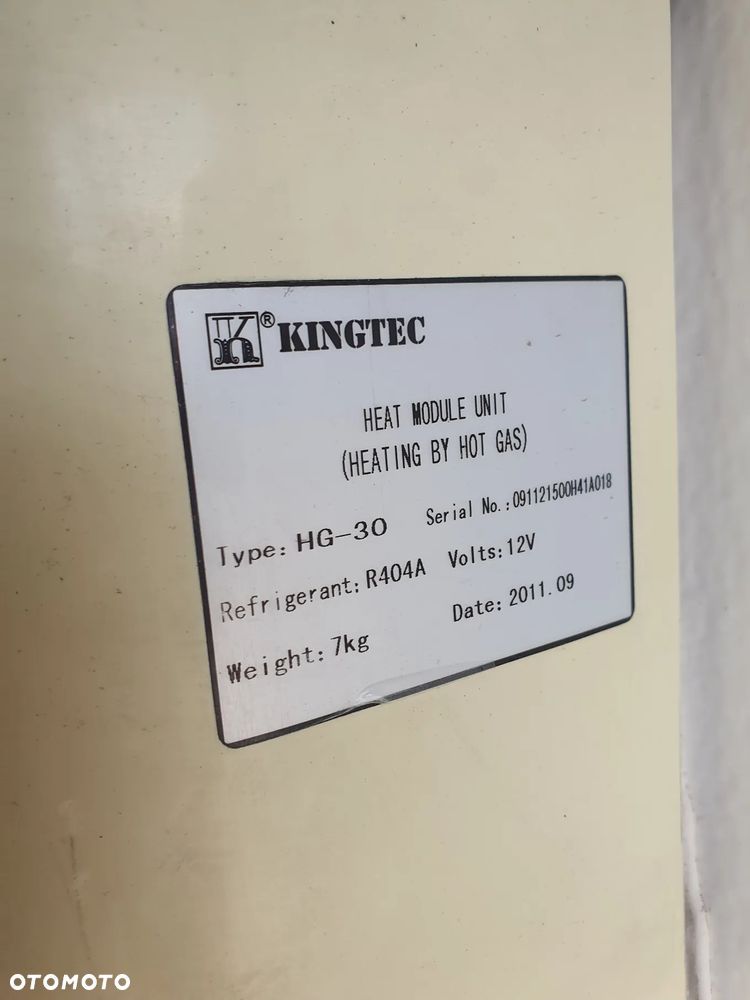 K® KINGTEC
HEAT MODULE UNIT
(HEATING BY HOT GAS)
Type: HG-30 Serial No.:091121500H41A018
Refrigerant: R404A Volts: 12V
Weight: 7kg Date: 2011.09
OTOMOTO